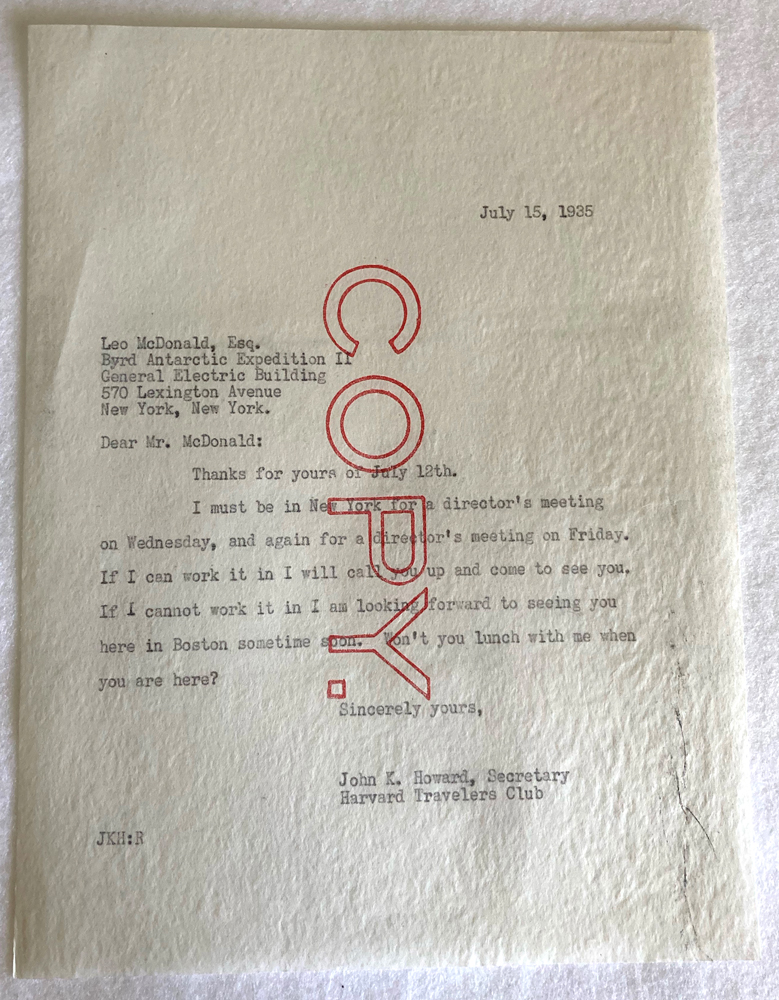 July 15, 1935
Leo McDonald, Esq.
Byrd Antarctic Expedition II
General Electric Building
570 Lexington Avenue
New York, New York.
Dear Mr. McDonald:
Thanks for yours of July 12th.
I must be in New York for a director's meeting
on Wednesday, and again for a director's meeting on Friday.
If I can work it in I will call you up and come to see you.
If I cannot work it in I am looking forward to seeing you
here in Boston sometime soon. Won't you lunch with me when
you are here?
Sincerely yours,
John K. Howard, Secretary
Harvard Travelers Club
JKH:R
COPY.